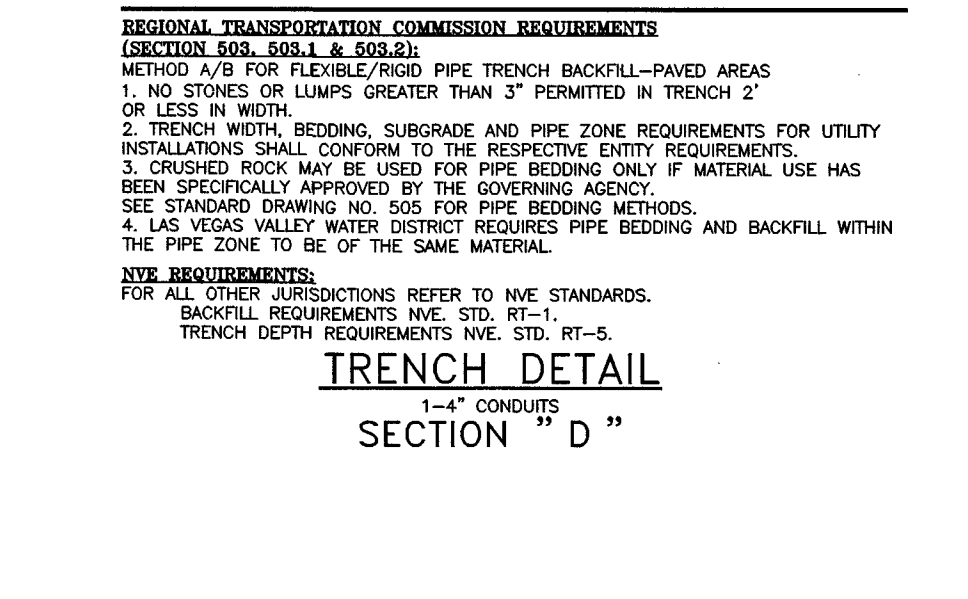 REGIONAL TRANSPORTATION COMMISSION REQUIREMENTS
(SECTION 503, 503.1 & 503.2):
METHOD A/B FOR FLEXIBLE/RIGID PIPE TRENCH BACKFILL-PAVED AREAS
1. NO STONES OR LUMPS GREATER THAN 3" PERMITTED IN TRENCH 2'
OR LESS IN WIDTH.
2. TRENCH WIDTH, BEDDING, SUBGRADE AND PIPE ZONE REQUIREMENTS FOR UTILITY
INSTALLATIONS SHALL CONFORM TO THE RESPECTIVE ENTITY REQUIREMENTS.
3. CRUSHED ROCK MAY BE USED FOR PIPE BEDDING ONLY IF MATERIAL USE HAS
BEEN SPECIFICALLY APPROVED BY THE GOVERNING AGENCY.
SEE STANDARD DRAWING NO. 505 FOR PIPE BEDDING METHODS.
4. LAS VEGAS VALLEY WATER DISTRICT REQUIRES PIPE BEDDING AND BACKFILL WITHIN
THE PIPE ZONE TO BE OF THE SAME MATERIAL.
NVE REQUIREMENTS:
FOR ALL OTHER JURISDICTIONS REFER TO NVE STANDARDS.
BACKFILL REQUIREMENTS NVE. STD. RT-1.
TRENCH DEPTH REQUIREMENTS NVE. STD. RT-5.
TRENCH DETAIL
1-4" CONDUITS
SECTION " D "